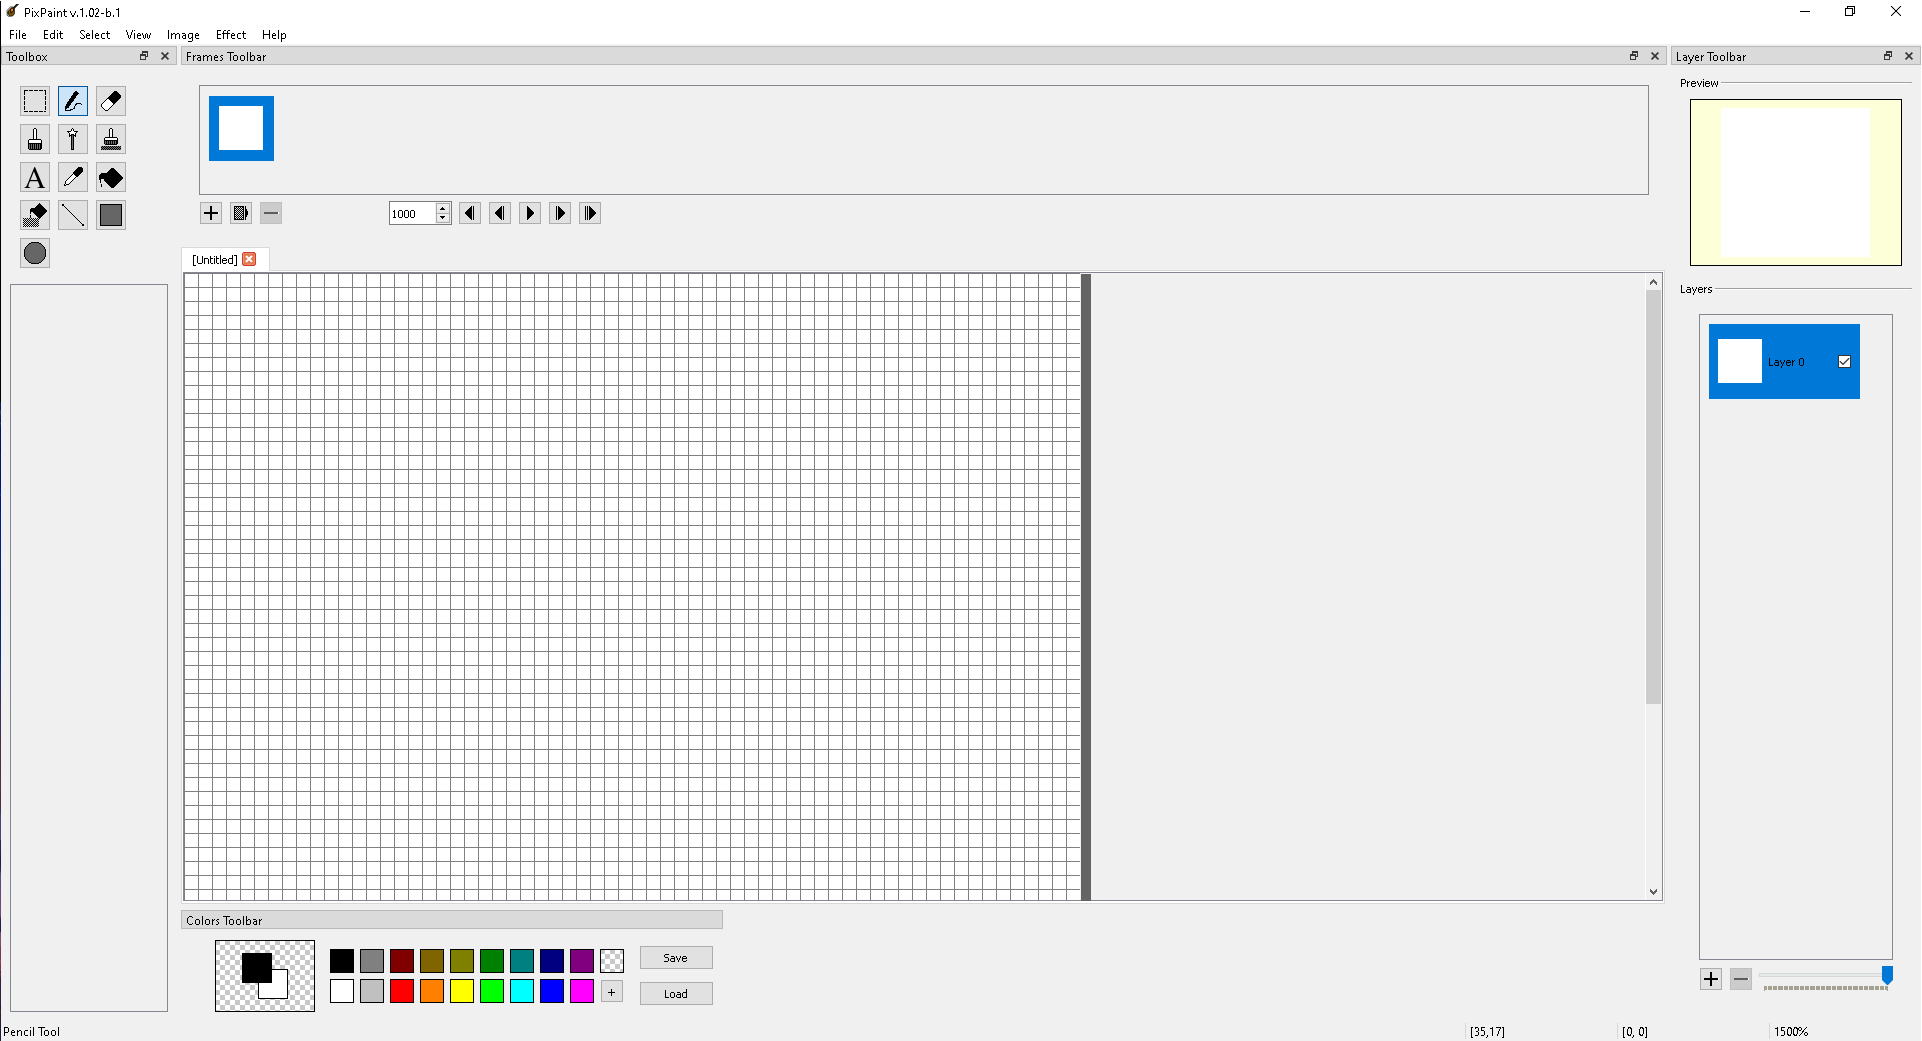 PixPaint v.1.02-b.1
File Edit Select View Image Effect Help
Toolbox
Frames Toolbar
Layer Toolbar
Preview
A
1000
[Untitled]
Layers
Layer 0
Colors Toolbar
Save
Load
Pencil Tool
[35,17]
[0, 0]
1500%